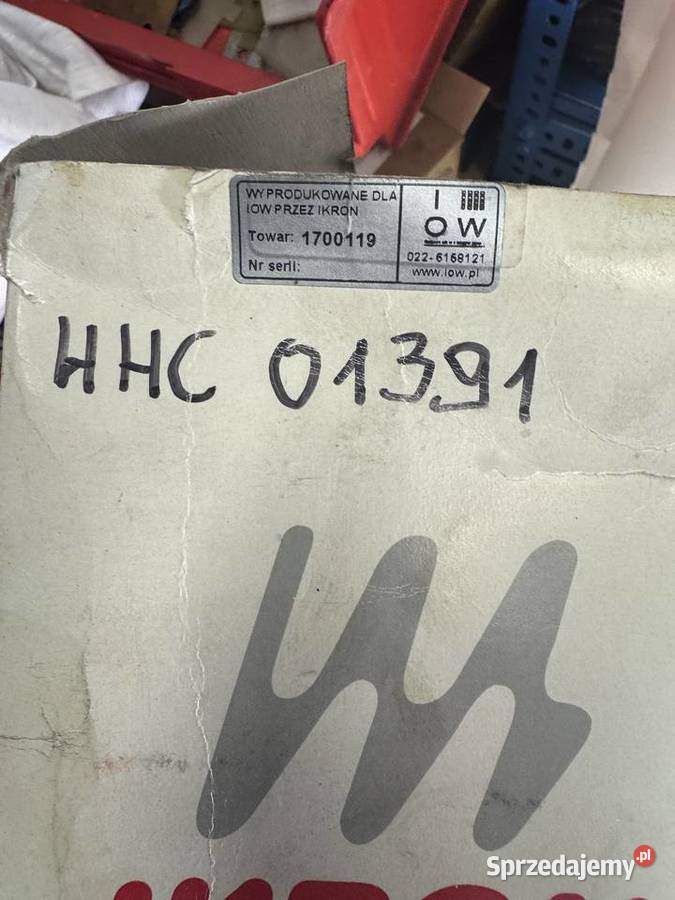 WYPRODUKOWANE DLA
IOW PRZEZ IKRON
Towar: 1700119
Nr serii:
I
OW
022-6158121
www.iow.pl
HHC 01391
Sprzedajemy.pl